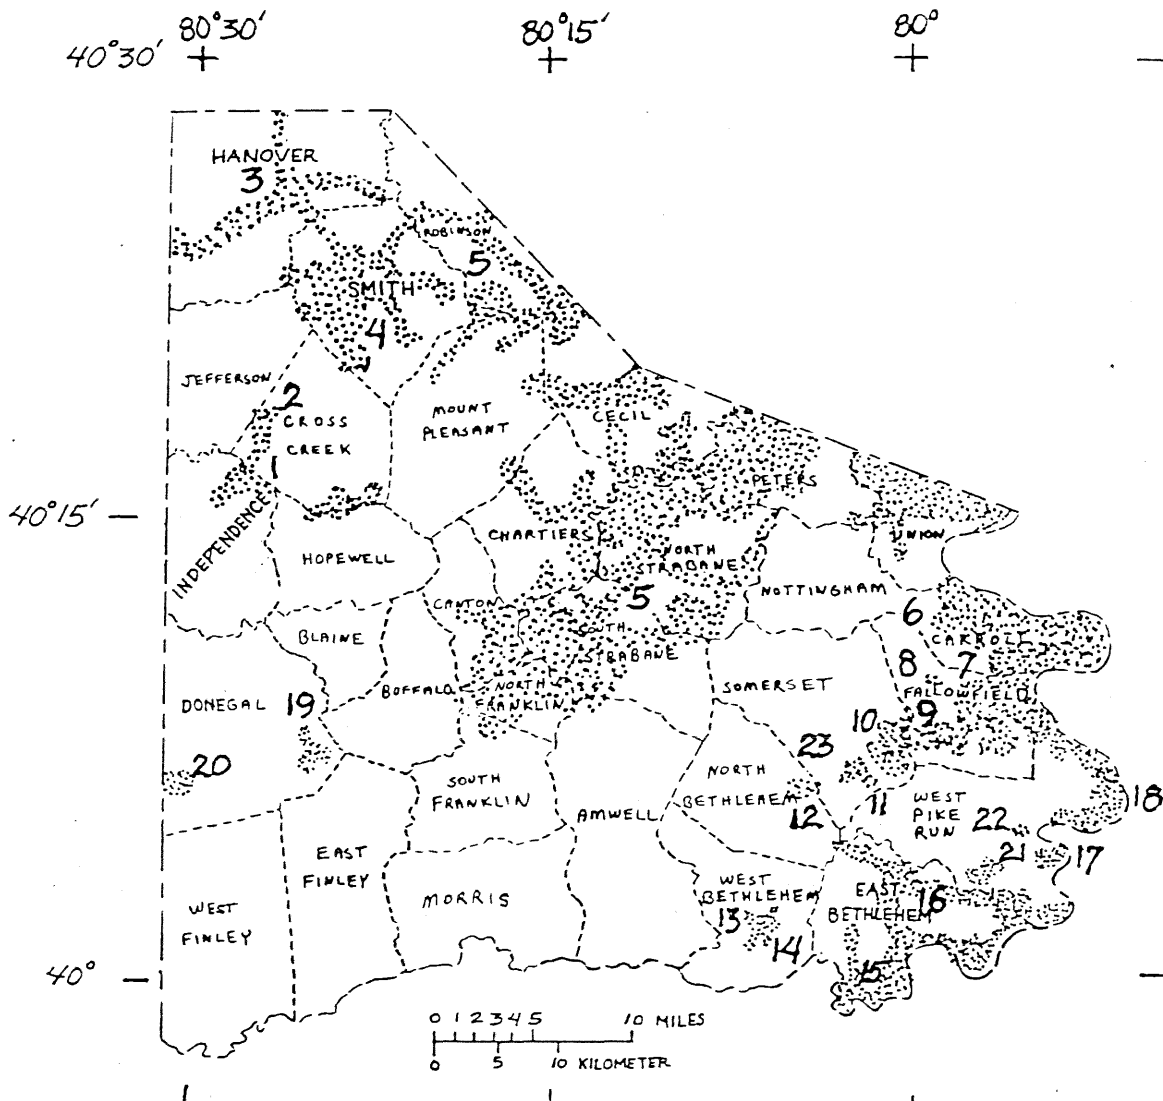 80°30′ 80°15′ 80°
40°30′
HANOVER
3
ROBINSON
5
SMITH
4
JEFFERSON
2
CROSS
CREEK
1
MOUNT
PLEASANT
CECIL
PETERS
40°15′
INDEPENDENCE
HOPEWELL
CHARTIERS
NORTH
STRABANE
UNION
NOTTINGHAM
5
6
CANTON
BLAINE
SOUTH
STRABANE
CARROLL
7
8
BOFFALO
NORTH
FRANKLIN
SOMERSET
FALLOWFIELD
9
DONEGAL
19
10
20
23
SOUTH
FRANKLIN
NORTH
BETHLEHEM
12
11
AMWELL
WEST
PIKE
RUN
22
18
21
17
EAST
FINLEY
MORRIS
WEST
BETHLEHEM
13
14
EAST
BETHLEHEM
16
WEST
FINLEY
15
40°
0 1 2 3 4 5 10 MILES
0 5 10 KILOMETER